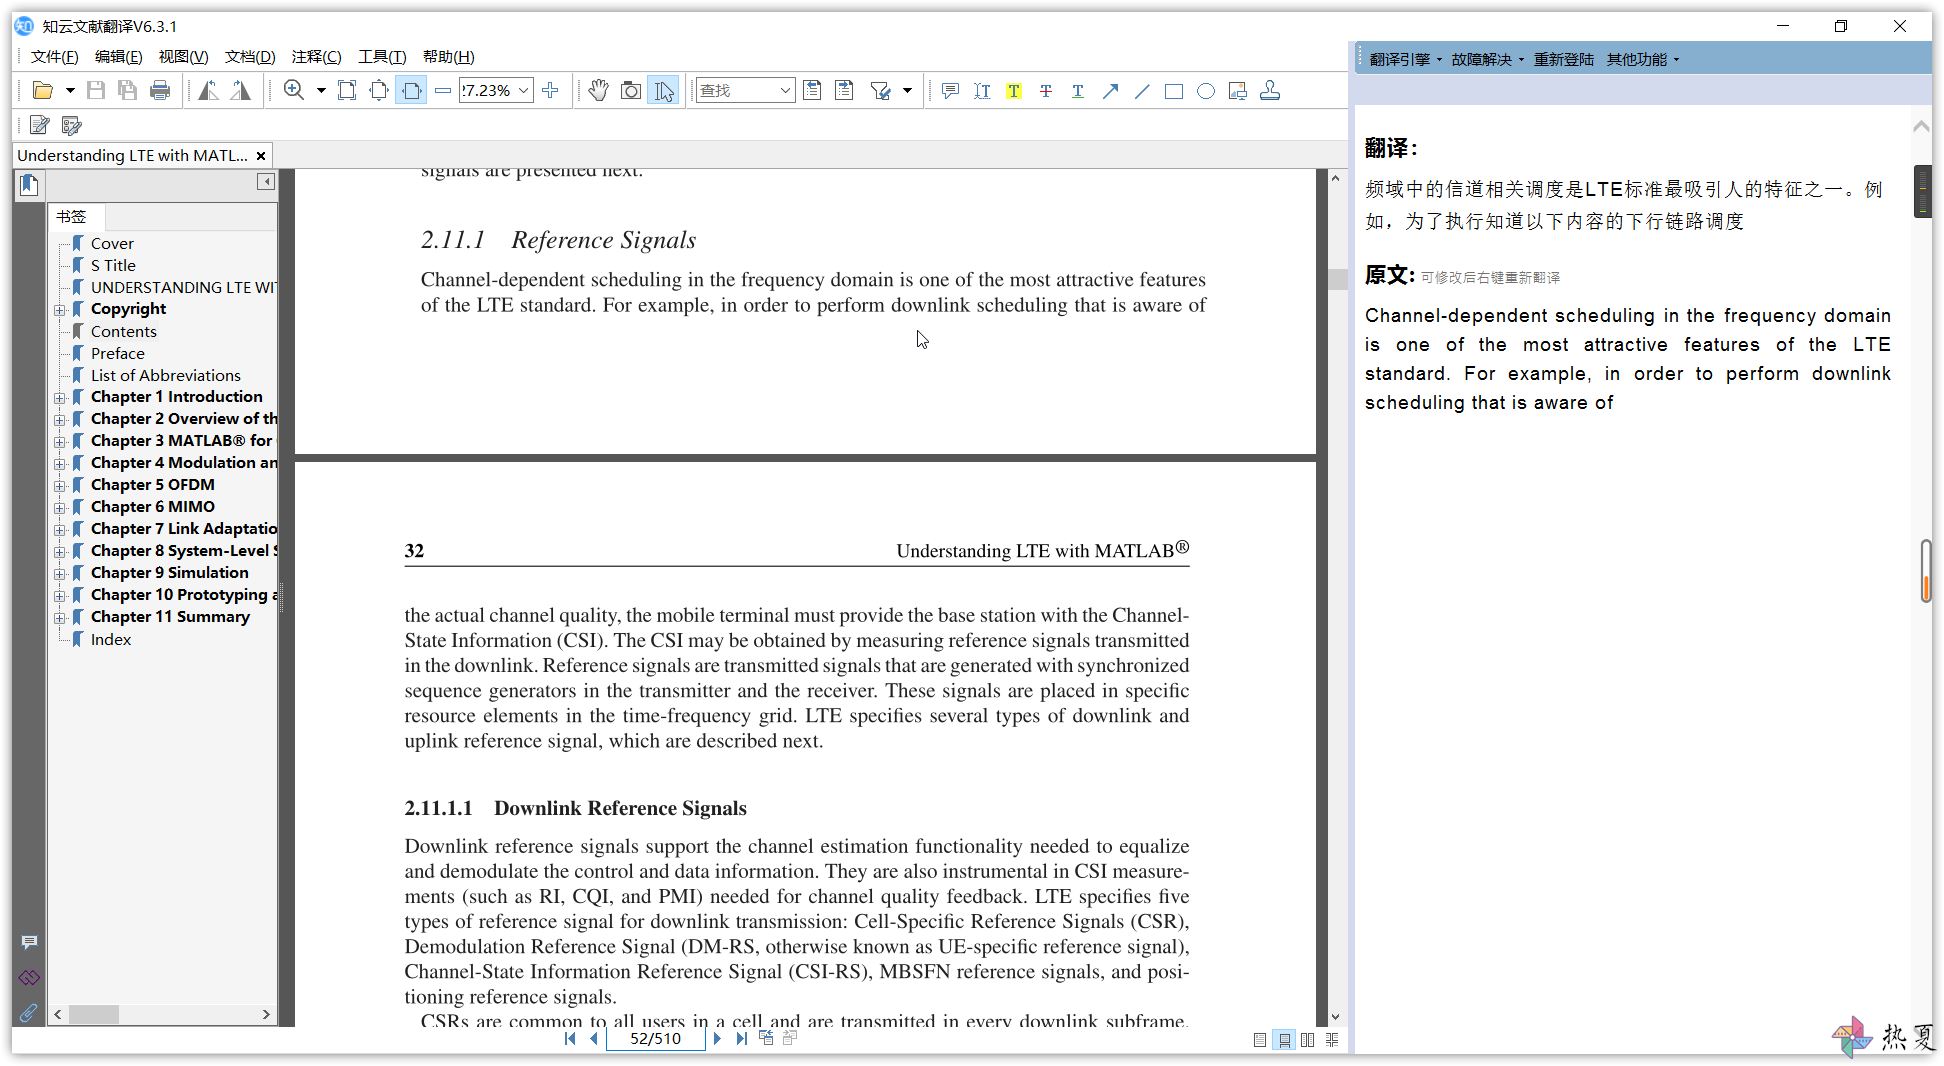 知云文献翻译V6.3.1
文件(F) 编辑(E) 视图(V) 文档(D) 注释(C) 工具(T) 帮助(H)
翻译引擎 故障解决 重新登陆 其他功能
!7.23%
查找
Understanding LTE with MATL...
书签
Cover
S Title
UNDERSTANDING LTE WIT
Copyright
Contents
Preface
List of Abbreviations
Chapter 1 Introduction
Chapter 2 Overview of th
Chapter 3 MATLAB® for
Chapter 4 Modulation an
Chapter 5 OFDM
Chapter 6 MIMO
Chapter 7 Link Adaptatio
Chapter 8 System-Level S
Chapter 9 Simulation
Chapter 10 Prototyping a
Chapter 11 Summary
Index
signals are presented next.
2.11.1 Reference Signals
Channel-dependent scheduling in the frequency domain is one of the most attractive features
of the LTE standard. For example, in order to perform downlink scheduling that is aware of
32 Understanding LTE with MATLAB®
the actual channel quality, the mobile terminal must provide the base station with the Channel-
State Information (CSI). The CSI may be obtained by measuring reference signals transmitted
in the downlink. Reference signals are transmitted signals that are generated with synchronized
sequence generators in the transmitter and the receiver. These signals are placed in specific
resource elements in the time-frequency grid. LTE specifies several types of downlink and
uplink reference signal, which are described next.
2.11.1.1 Downlink Reference Signals
Downlink reference signals support the channel estimation functionality needed to equalize
and demodulate the control and data information. They are also instrumental in CSI measure-
ments (such as RI, CQI, and PMI) needed for channel quality feedback. LTE specifies five
types of reference signal for downlink transmission: Cell-Specific Reference Signals (CSR),
Demodulation Reference Signal (DM-RS, otherwise known as UE-specific reference signal),
Channel-State Information Reference Signal (CSI-RS), MBSFN reference signals, and posi-
tioning reference signals.
CSRs are common to all users in a cell and are transmitted in every downlink subframe.
52/510
翻译：
频域中的信道相关调度是LTE标准最吸引人的特征之一。例
如，为了执行知道以下内容的下行链路调度
原文: 可修改后右键重新翻译
Channel-dependent scheduling in the frequency domain
is one of the most attractive features of the LTE
standard. For example, in order to perform downlink
scheduling that is aware of
热夏